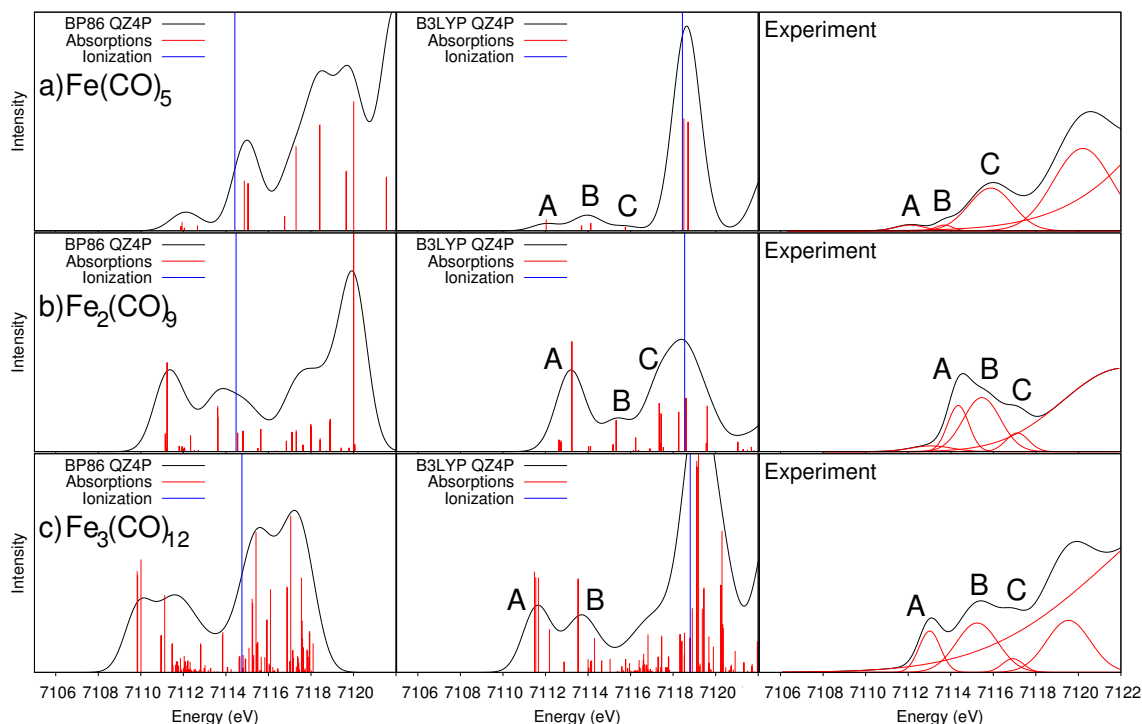 BP86 QZ4P
Absorptions
Ionization
a)Fe(CO)5
Intensity
B3LYP QZ4P
Absorptions
Ionization
A
B
C
Experiment
A
B
C
BP86 QZ4P
Absorptions
Ionization
b)Fe2(CO)9
Intensity
B3LYP QZ4P
Absorptions
Ionization
A
B
C
Experiment
A
B
C
BP86 QZ4P
Absorptions
Ionization
c)Fe3(CO)12
Intensity
B3LYP QZ4P
Absorptions
Ionization
A
B
Experiment
A
B
C
7106 7108 7110 7112 7114 7116 7118 7120
7106 7108 7110 7112 7114 7116 7118 7120
7106 7108 7110 7112 7114 7116 7118 7120 7122
Energy (eV)
Energy (eV)
Energy (eV)